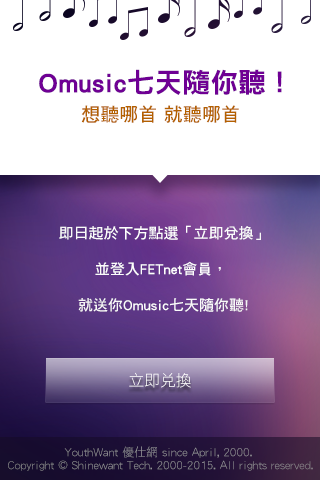 Omusic七天隨你聽！
想聽哪首 就聽哪首
即日起於下方點選「立即兌換」
並登入FETnet會員，
就送你Omusic七天隨你聽!
立即兌換
YouthWant 優仕網 since April, 2000.
Copyright © Shinewant Tech. 2000-2015. All rights reserved.